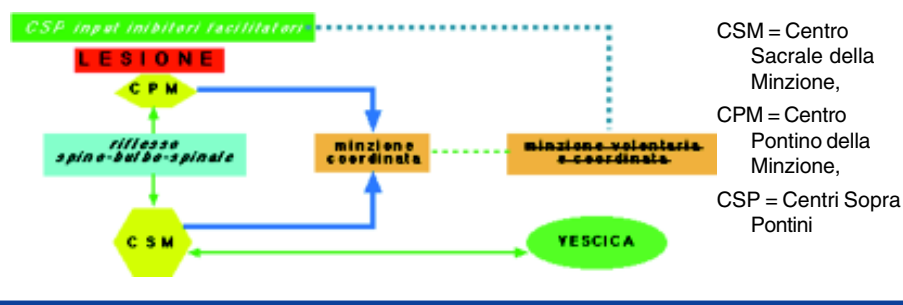 CSP input inibitori facilitatori
LESIONE
CPM
riflesso
spino-bulbo-spinale
minzione
coordinata
minzione volontaria
e coordinata
CSM
VESCICA
CSM = Centro
Sacrale della
Minzione,
CPM = Centro
Pontino della
Minzione,
CSP = Centri Sopra
Pontini